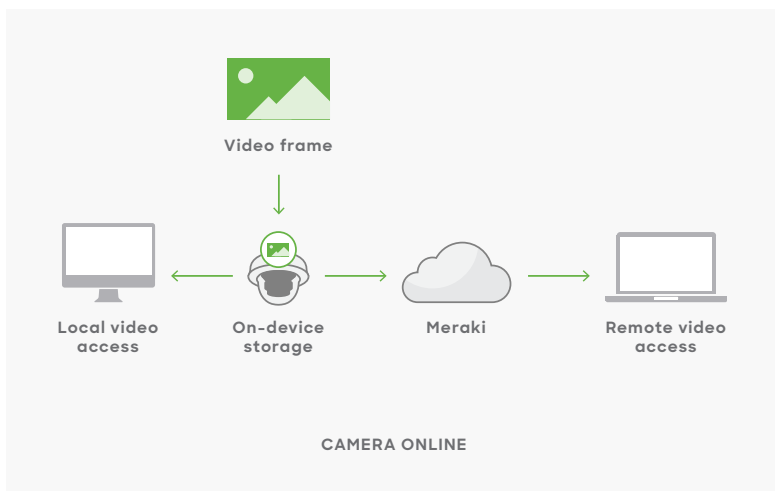 Video frame
Local video
access
On-device
storage
Meraki
Remote video
access
CAMERA ONLINE